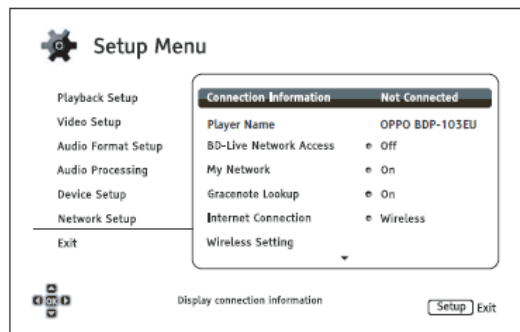 Setup Menu
Playback Setup
Video Setup
Audio Format Setup
Audio Processing
Device Setup
Network Setup
Exit
Connection Information Not Connected
Player Name OPPO BDP-103EU
BD-Live Network Access Off
My Network On
Gracenote Lookup On
Internet Connection Wireless
Wireless Setting
OK
Display connection information
Setup Exit